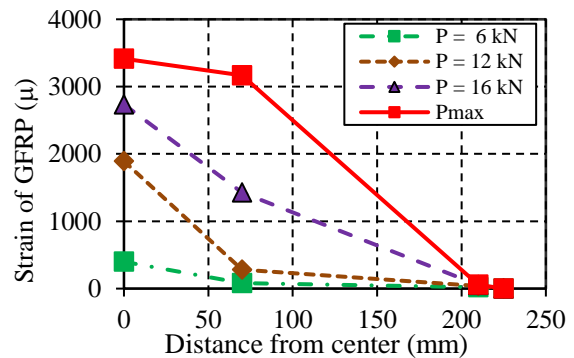 4000
3000
2000
1000
0
Strain of GFRP (μ)
P = 6 kN
P = 12 kN
P = 16 kN
Pmax
0 50 100 150 200 250
Distance from center (mm)